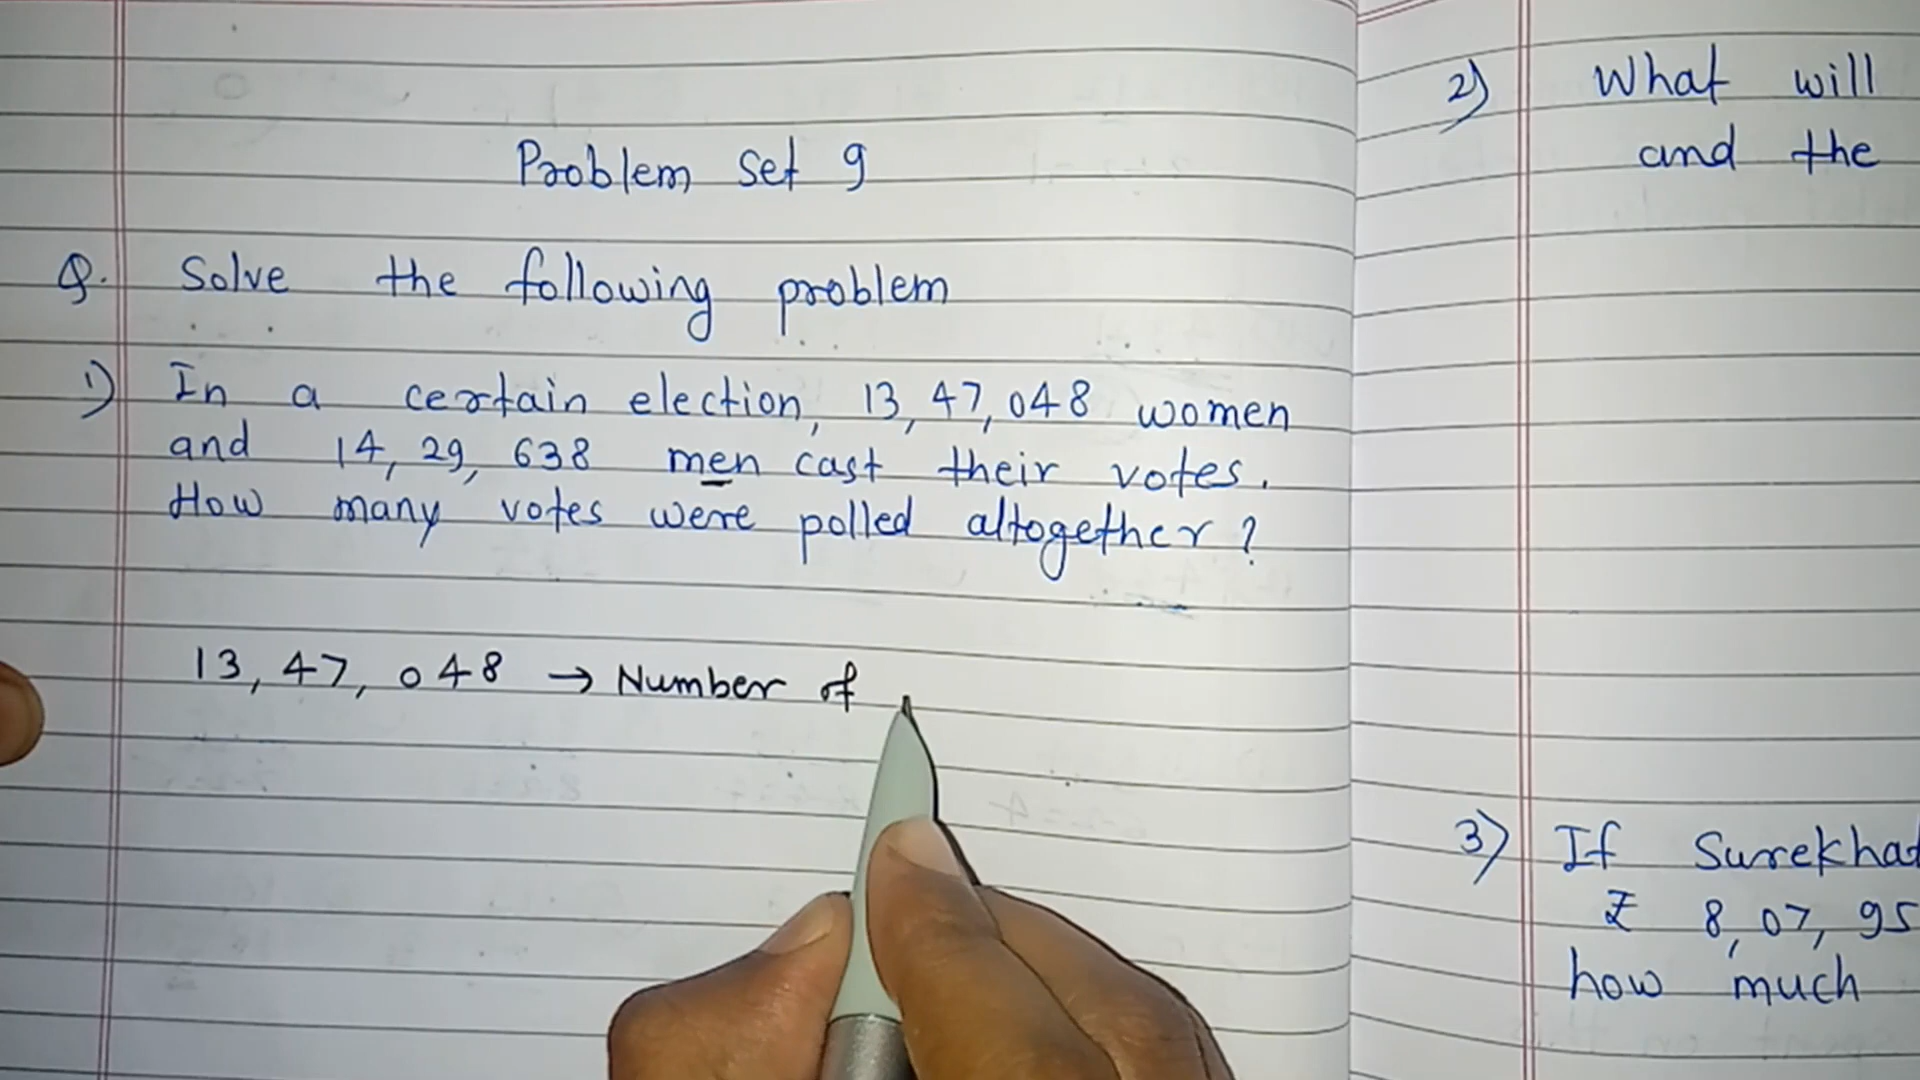 Problem Set 9
Q. Solve the following problem
1) In a certain election, 13,47,048 women
and 14,29,638 men cast their votes.
How many votes were polled altogether?
13,47,048 → Number of
2) What will
and the
3) If Surekha
₹ 8,07,95
how much